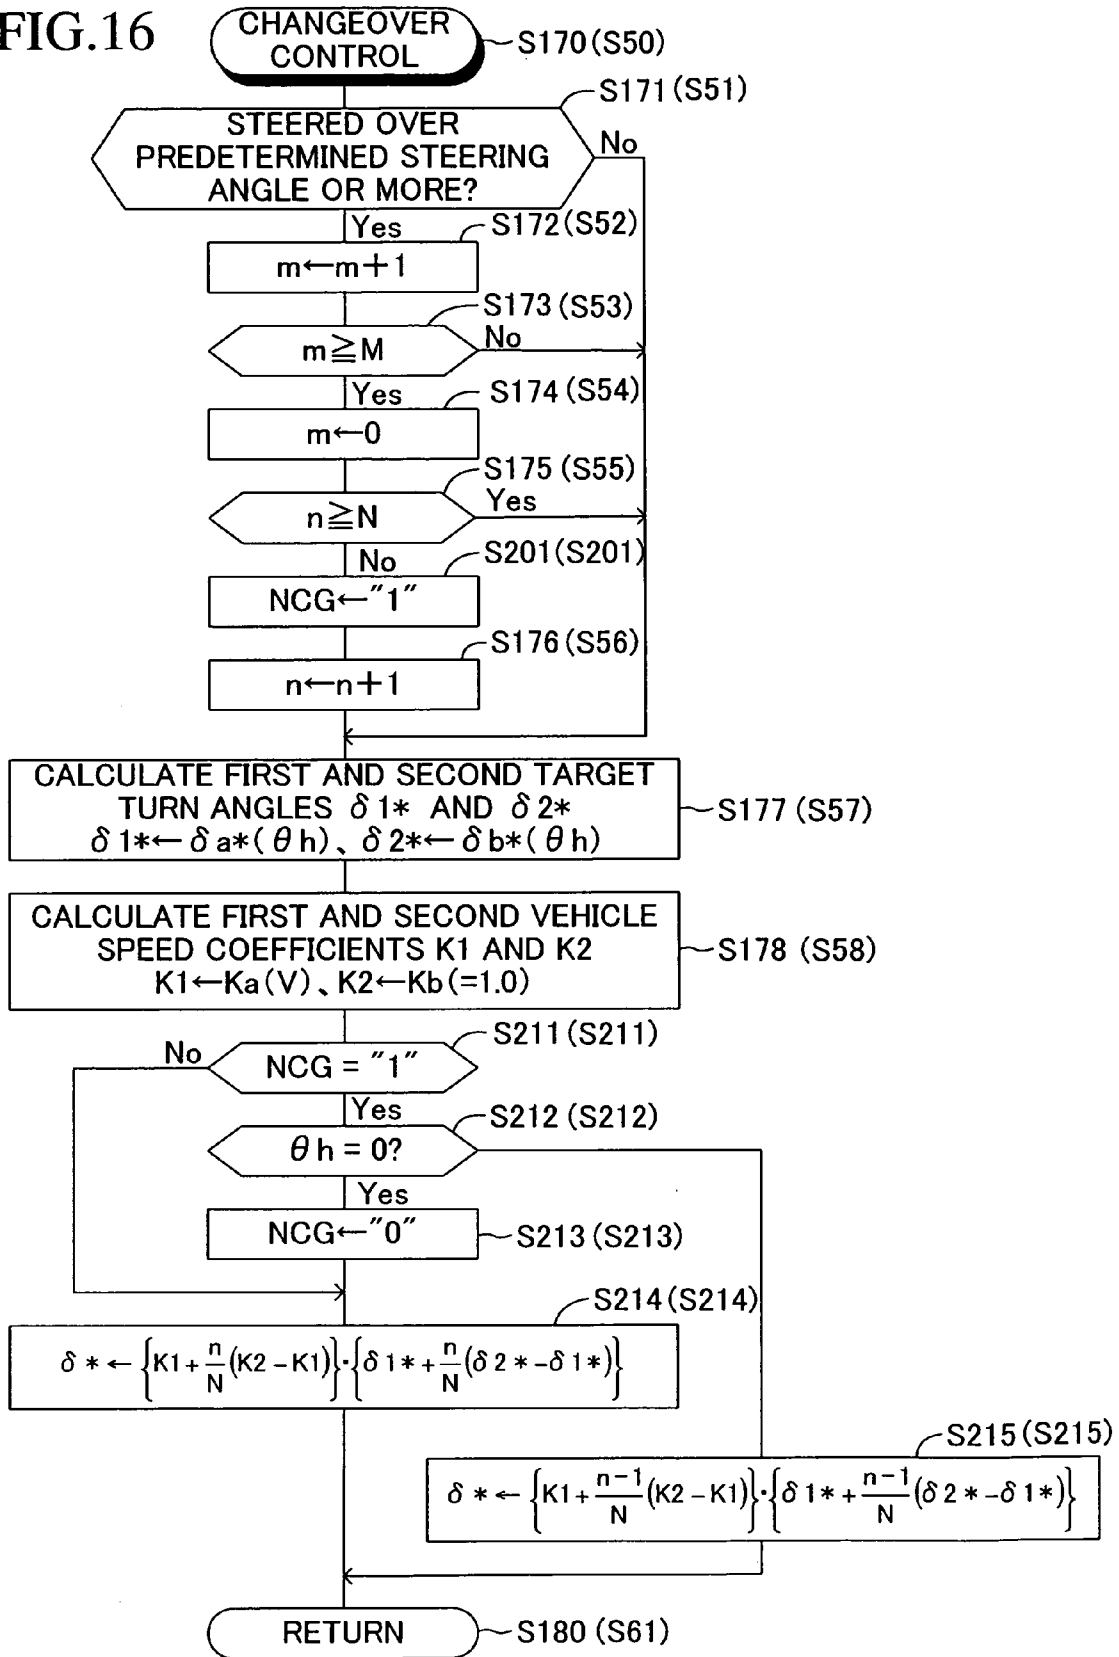 FIG.16
CHANGEOVER
CONTROL
S170 (S50)
S171 (S51)
STEERED OVER
PREDETERMINED STEERING
ANGLE OR MORE?
No
Yes
S172 (S52)
m←m+1
S173 (S53)
m≧M
No
Yes
S174 (S54)
m←0
S175 (S55)
n≧N
Yes
No
S201 (S201)
NCG←"1"
S176 (S56)
n←n+1
CALCULATE FIRST AND SECOND TARGET
TURN ANGLES δ1* AND δ2*
δ1*←δa*(θh)、δ2*←δb*(θh)
S177 (S57)
CALCULATE FIRST AND SECOND VEHICLE
SPEED COEFFICIENTS K1 AND K2
K1←Ka(V)、K2←Kb(=1.0)
S178 (S58)
S211 (S211)
No
NCG = "1"
Yes
S212 (S212)
θh = 0?
Yes
NCG←"0"
S213 (S213)
S214 (S214)
δ* ← {K1 + n/N (K2 − K1)}·{δ1* + n/N (δ2* − δ1*)}
S215 (S215)
δ* ← {K1 + n−1/N (K2 − K1)}·{δ1* + n−1/N (δ2* − δ1*)}
RETURN
S180 (S61)